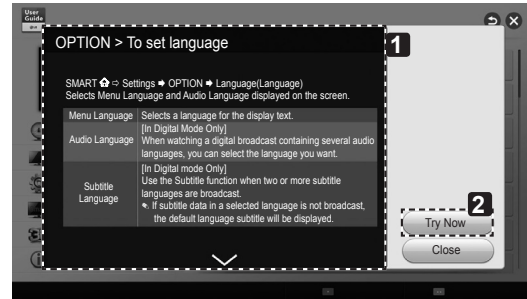 User
Guide
OPTION > To set language
1
SMART ⇨ Settings ➡ OPTION ➡ Language(Language)
Selects Menu Language and Audio Language displayed on the screen.
Menu Language Selects a language for the display text.
Audio Language [In Digital Mode Only]
When watching a digital broadcast containing several audio
languages, you can select the language you want.
Subtitle
Language
[In Digital mode Only]
Use the Subtitle function when two or more subtitle
languages are broadcast.
If subtitle data in a selected language is not broadcast,
the default language subtitle will be displayed.
2
Try Now
Close